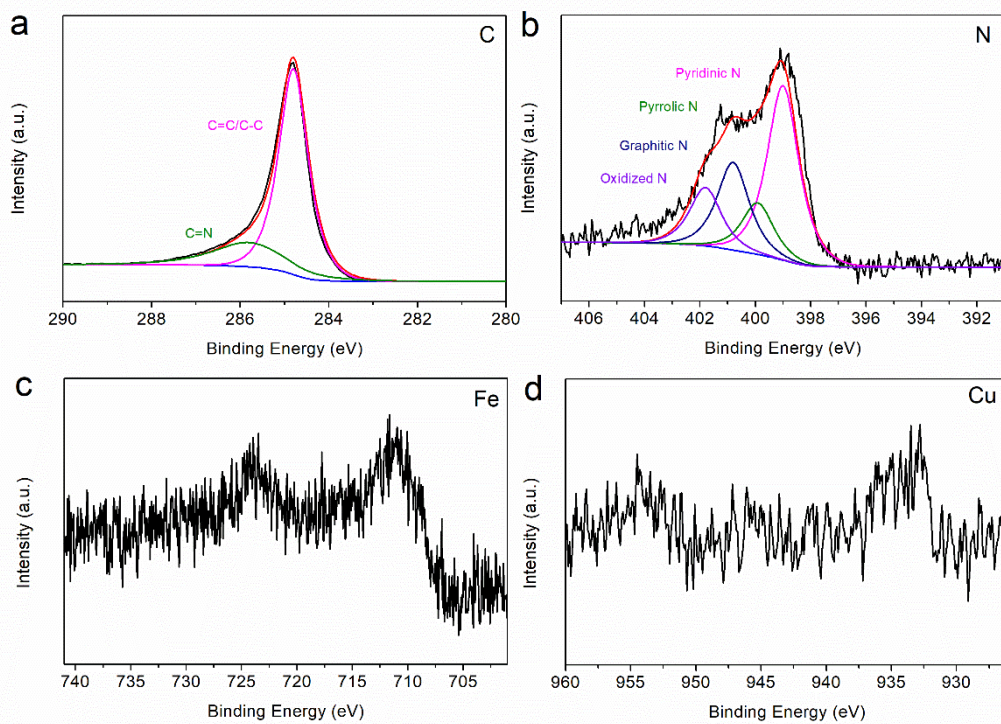 a
C
C=C/C-C
C=N
Intensity (a.u.)
290 288 286 284 282 280
Binding Energy (eV)
b
N
Pyridinic N
Pyrrolic N
Graphitic N
Oxidized N
Intensity (a.u.)
406 404 402 400 398 396 394 392
Binding Energy (eV)
c
Fe
Intensity (a.u.)
740 735 730 725 720 715 710 705
Binding Energy (eV)
d
Cu
Intensity (a.u.)
960 955 950 945 940 935 930
Binding Energy (eV)